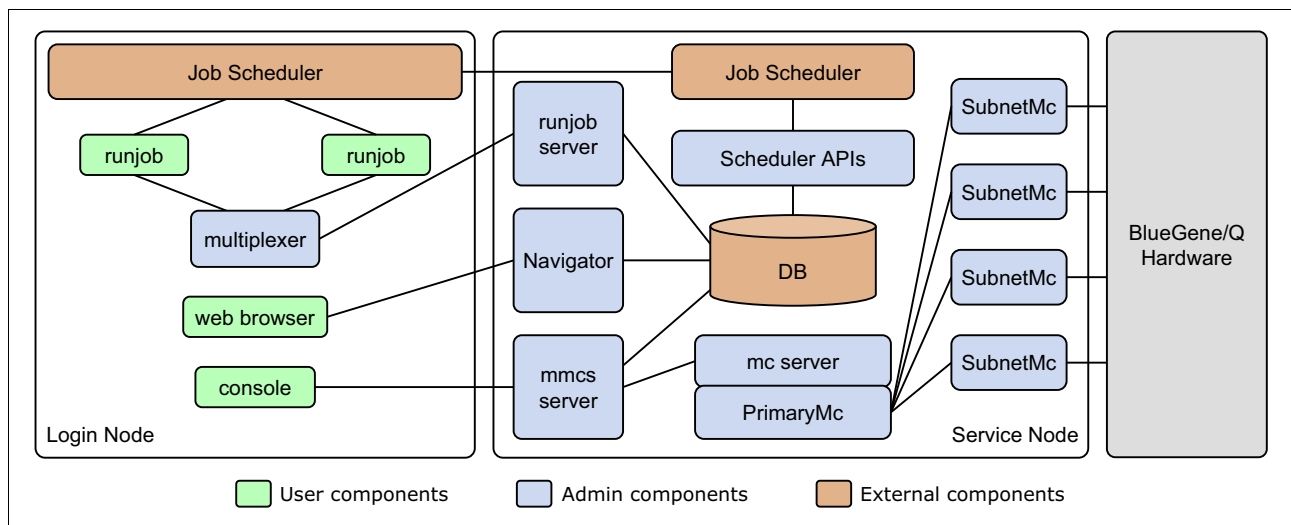 Job Scheduler
runjob
runjob
multiplexer
web browser
console
Login Node
Job Scheduler
runjob
server
Scheduler APIs
Navigator
DB
mmcs
server
mc server
PrimaryMc
SubnetMc
SubnetMc
SubnetMc
SubnetMc
Service Node
BlueGene/Q
Hardware
User components
Admin components
External components